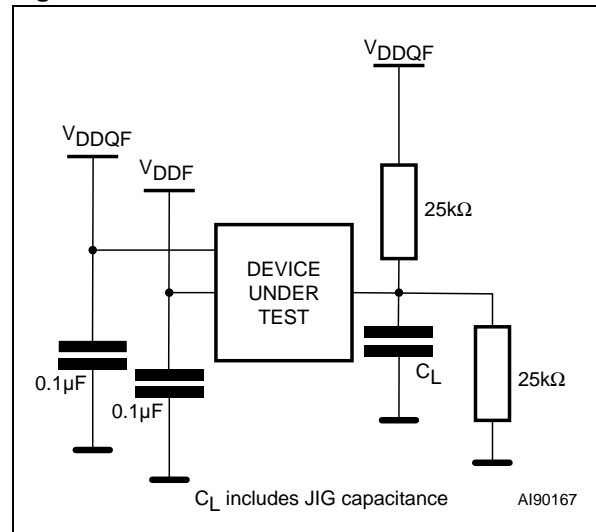 VDDQF
VDDQF
VDDF
25kΩ
DEVICE
UNDER
TEST
0.1µF
0.1µF
CL
25kΩ
CL includes JIG capacitance
AI90167